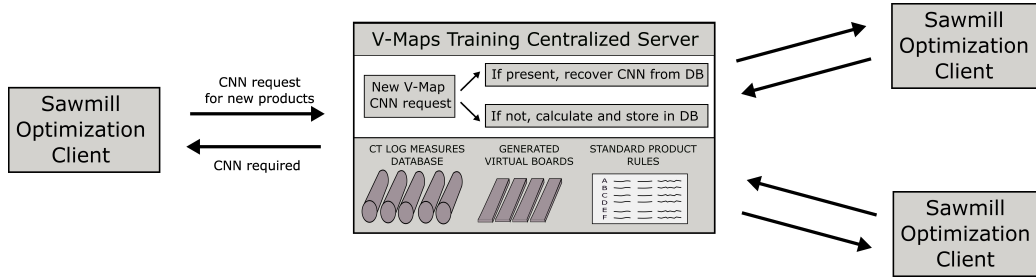 Sawmill
Optimization
Client
CNN request
for new products
CNN required
V-Maps Training Centralized Server
New V-Map
CNN request
If present, recover CNN from DB
If not, calculate and store in DB
CT LOG MEASURES
DATABASE
GENERATED
VIRTUAL BOARDS
STANDARD PRODUCT
RULES
A
B
C
D
E
F
Sawmill
Optimization
Client
Sawmill
Optimization
Client